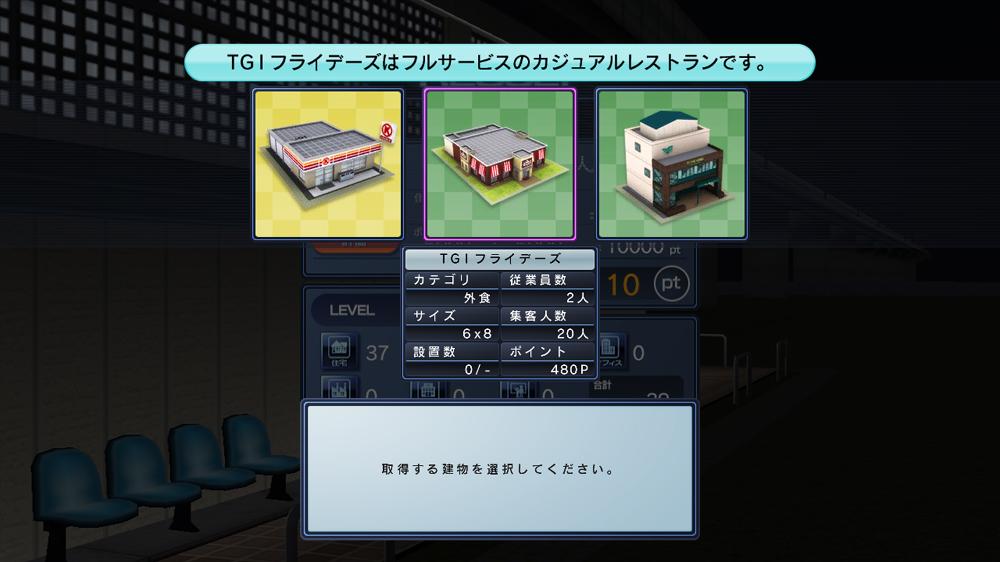 TGIフライデーズはフルサービスのカジュアルレストランです。
K
10000 pt
10 pt
TGIフライデーズ
カテゴリ 従業員数
外食 2人
サイズ 集客人数
6x8 20人
設置数 ポイント
0/- 480P
LEVEL
住宅 37
フィス 0
0 0 0
合計
取得する建物を選択してください。